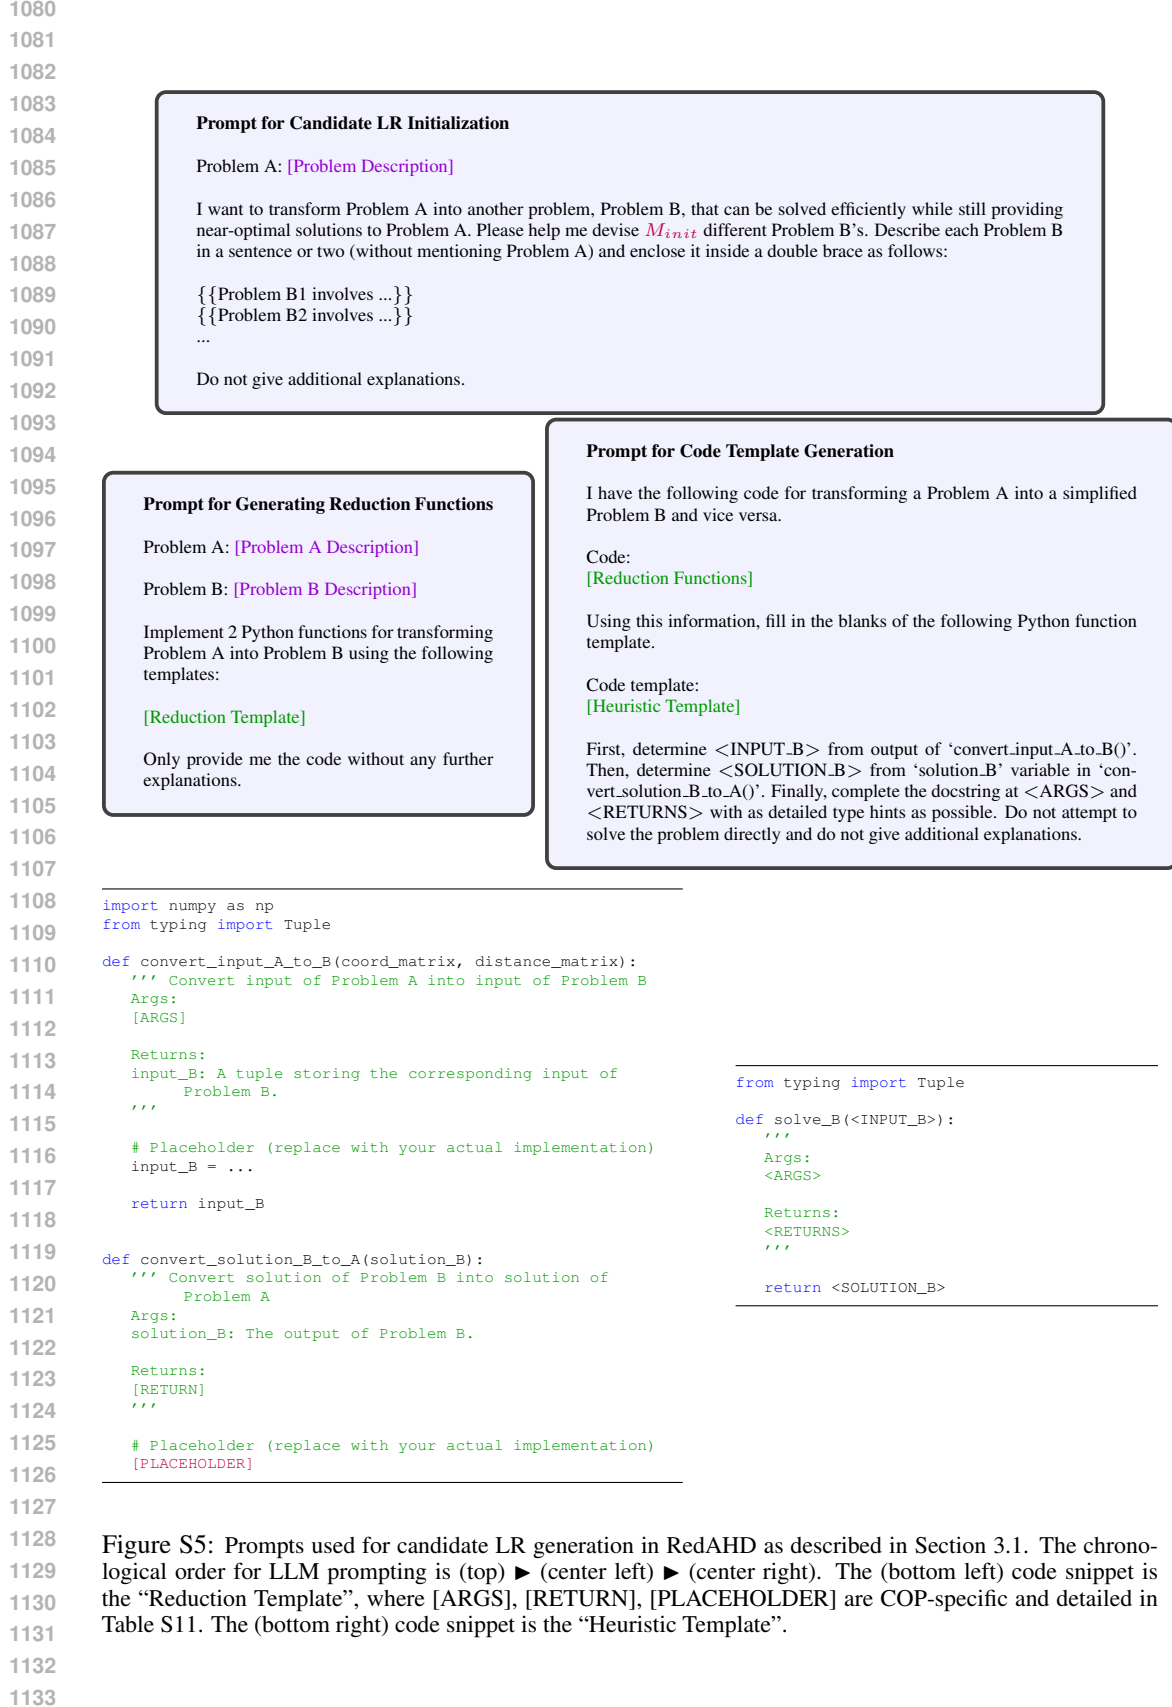 1080
1081
1082
1083
1084
1085
1086
1087
1088
1089
1090
1091
1092
1093
1094
1095
1096
1097
1098
1099
1100
1101
1102
1103
1104
1105
1106
1107
1108
1109
1110
1111
1112
1113
1114
1115
1116
1117
1118
1119
1120
1121
1122
1123
1124
1125
1126
1127
1128
1129
1130
1131
1132
1133
Prompt for Candidate LR Initialization
Problem A: [Problem Description]
I want to transform Problem A into another problem, Problem B, that can be solved efficiently while still providing
near-optimal solutions to Problem A. Please help me devise M_{init} different Problem B's. Describe each Problem B
in a sentence or two (without mentioning Problem A) and enclose it inside a double brace as follows:
{{Problem B1 involves ...}}
{{Problem B2 involves ...}}
...
Do not give additional explanations.
Prompt for Generating Reduction Functions
Problem A: [Problem A Description]
Problem B: [Problem B Description]
Implement 2 Python functions for transforming
Problem A into Problem B using the following
templates:
[Reduction Template]
Only provide me the code without any further
explanations.
Prompt for Code Template Generation
I have the following code for transforming a Problem A into a simplified
Problem B and vice versa.
Code:
[Reduction Functions]
Using this information, fill in the blanks of the following Python function
template.
Code template:
[Heuristic Template]
First, determine <INPUT_B> from output of ‘convert_input_A_to_B()’.
Then, determine <SOLUTION_B> from ‘solution_B’ variable in ‘con-
vert_solution_B_to_A()’. Finally, complete the docstring at <ARGS> and
<RETURNS> with as detailed type hints as possible. Do not attempt to
solve the problem directly and do not give additional explanations.
import numpy as np
from typing import Tuple
def convert_input_A_to_B(coord_matrix, distance_matrix):
''' Convert input of Problem A into input of Problem B
Args:
[ARGS]
Returns:
input_B: A tuple storing the corresponding input of
Problem B.
'''
# Placeholder (replace with your actual implementation)
input_B = ...
return input_B
def convert_solution_B_to_A(solution_B):
''' Convert solution of Problem B into solution of
Problem A
Args:
solution_B: The output of Problem B.
Returns:
[RETURN]
'''
# Placeholder (replace with your actual implementation)
[PLACEHOLDER]
from typing import Tuple
def solve_B(<INPUT_B>):
'''
Args:
<ARGS>
Returns:
<RETURNS>
'''
return <SOLUTION_B>
Figure S5: Prompts used for candidate LR generation in RedAHD as described in Section 3.1. The chrono-
logical order for LLM prompting is (top) ▶ (center left) ▶ (center right). The (bottom left) code snippet is
the “Reduction Template”, where [ARGS], [RETURN], [PLACEHOLDER] are COP-specific and detailed in
Table S11. The (bottom right) code snippet is the “Heuristic Template”.